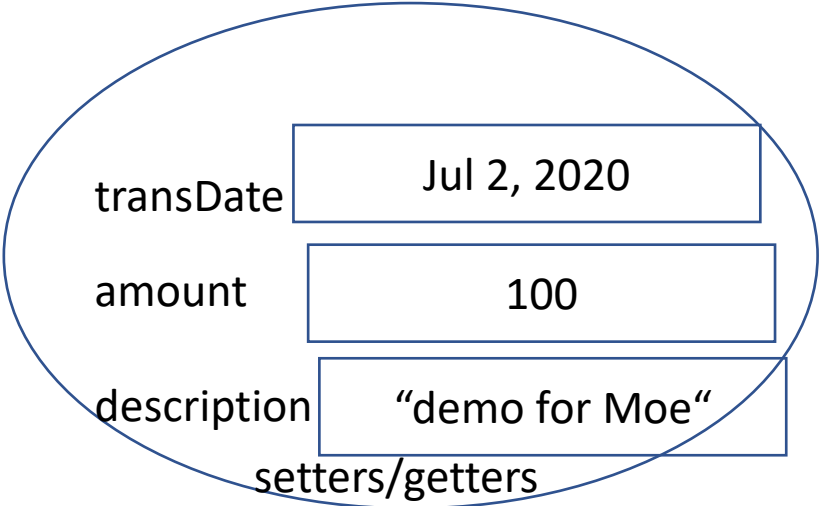 transDate Jul 2, 2020
amount 100
description “demo for Moe“
setters/getters